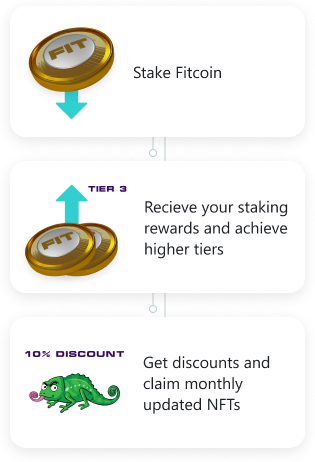 FIT
Stake Fitcoin
TIER 3
FIT
Recieve your staking
rewards and achieve
higher tiers
10% DISCOUNT
Get discounts and
claim monthly
updated NFTs